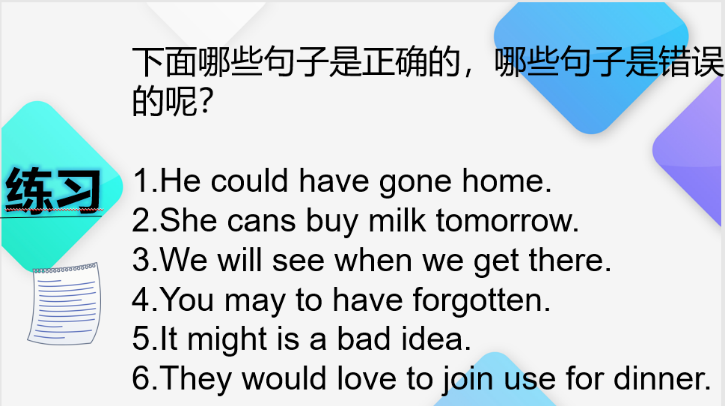 下面哪些句子是正确的，哪些句子是错误
的呢？
练习
1.He could have gone home.
2.She cans buy milk tomorrow.
3.We will see when we get there.
4.You may to have forgotten.
5.It might is a bad idea.
6.They would love to join use for dinner.